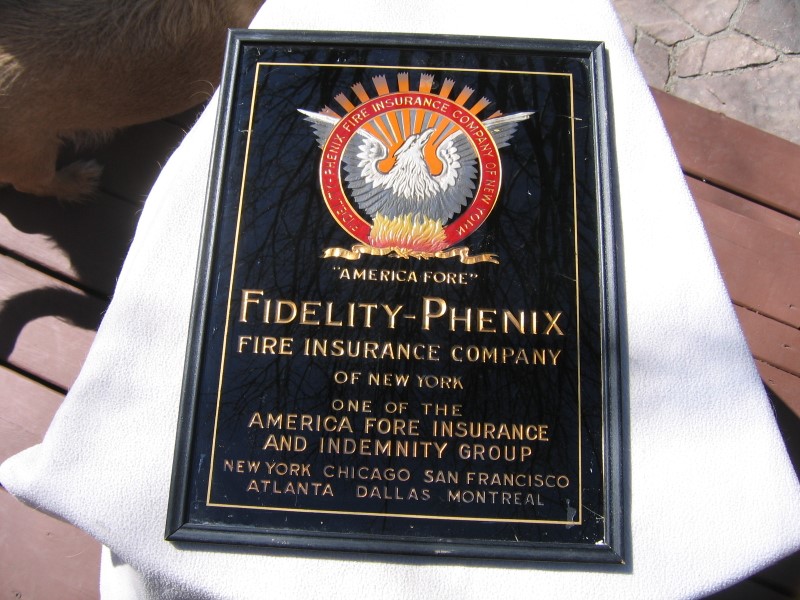 FIDELITY-PHENIX FIRE INSURANCE COMPANY OF NEW YORK
"AMERICA FORE"
FIDELITY-PHENIX
FIRE INSURANCE COMPANY
OF NEW YORK
ONE OF THE
AMERICA FORE INSURANCE
AND INDEMNITY GROUP
NEW YORK CHICAGO SAN FRANCISCO
ATLANTA DALLAS MONTREAL